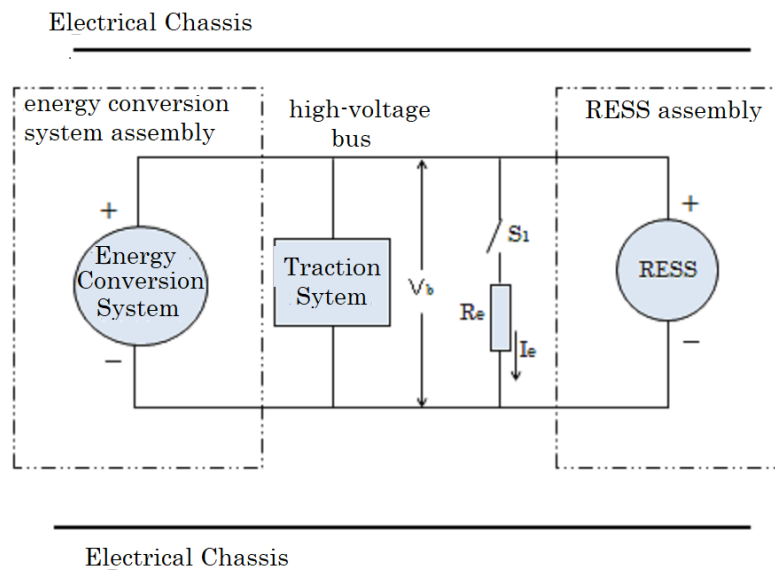 Electrical Chassis
energy conversion
system assembly
high-voltage
bus
RESS assembly
+
Energy
Conversion
System
−
Traction
Sytem
Vb
S1
Re
Ie
+
RESS
−
Electrical Chassis